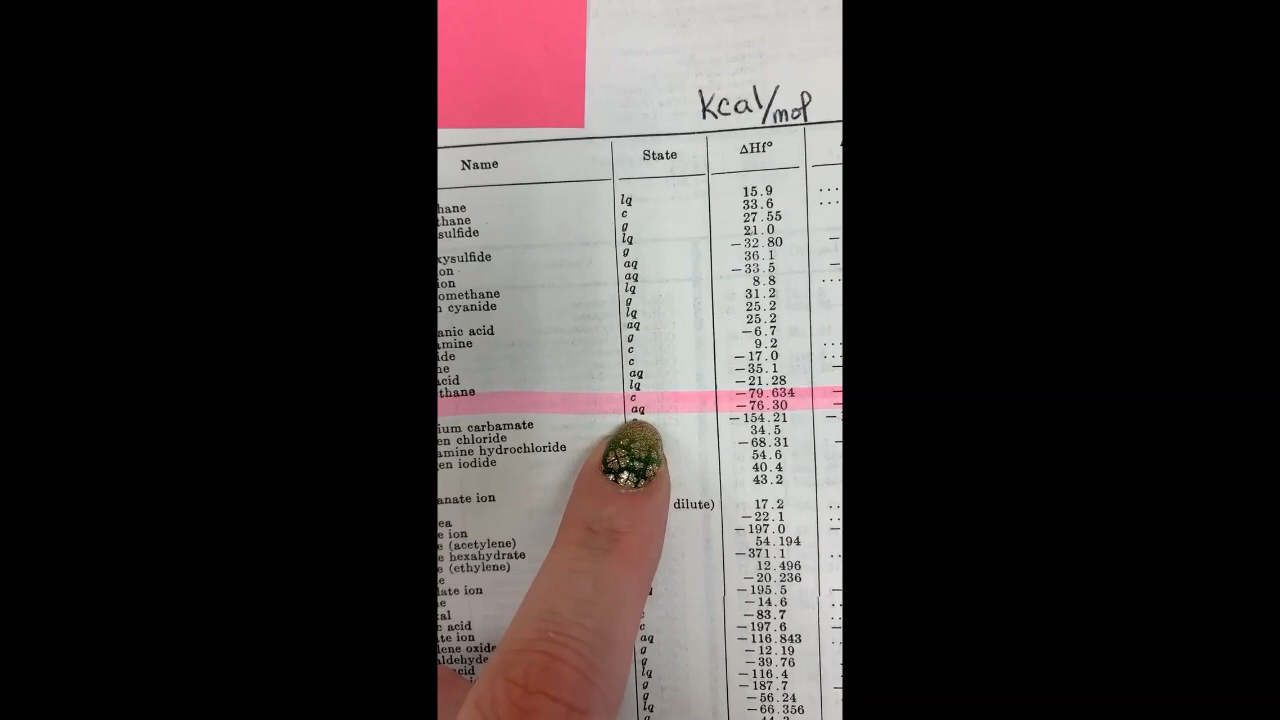 kcal/mol
Name State ΔHf°
hane lq 15.9 ...
thane c 33.6 ...
sulfide g 27.55
lq 21.0
xysulfide g −32.80 −
on aq 36.1
ion aq −33.5 −
omethane lq 8.8 ...
n cyanide g 31.2
lq 25.2
anic acid aq 25.2
amine g −6.7
ide c 9.2 ...
ne c −17.0 ...
acid aq −35.1 −
thane lq −21.28
c −79.634 −
aq −76.30
ium carbamate −154.21 −
en chloride 34.5
amine hydrochloride −68.31
en iodide 54.6
40.4
43.2
anate ion dilute) 17.2 ..
ea −22.1 ..
e ion −197.0
e (acetylene) 54.194
e hexahydrate −371.1 ..
e (ethylene) 12.496
e −20.236
late ion −195.5 −
e −14.6 ..
al c −83.7
c acid c −197.6 −
te ion aq −116.843
lene oxide g −12.19 −
aldehyde g −39.76 −
acid lq −116.4
g −187.7
g −56.24
lq −66.356